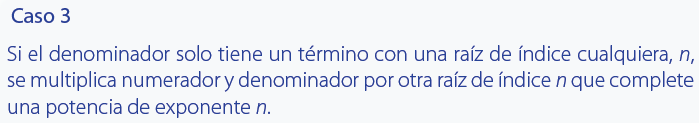 Caso 3
Si el denominador solo tiene un término con una raíz de índice cualquiera, n,
se multiplica numerador y denominador por otra raíz de índice n que complete
una potencia de exponente n.